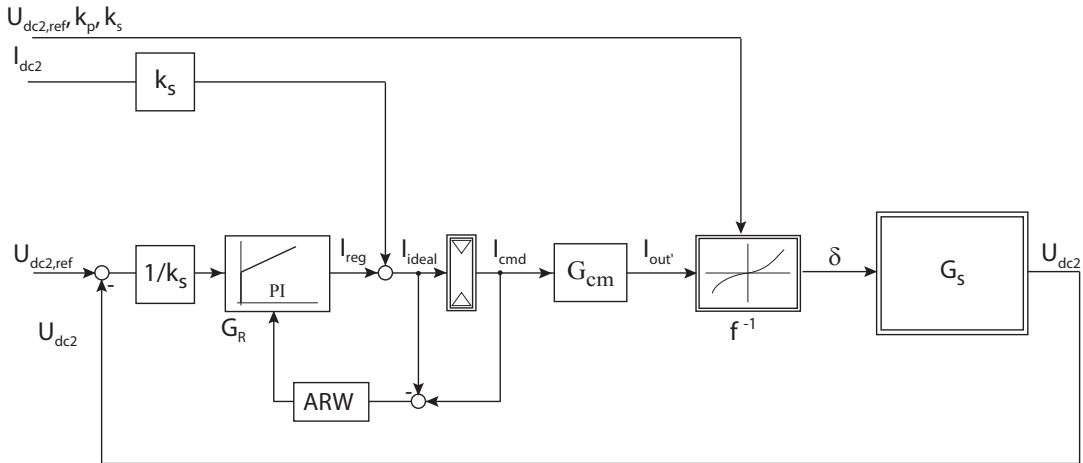 U_dc2,ref, k_p, k_s
I_dc2
k_s
U_dc2,ref
-
1/k_s
PI
G_R
I_reg
I_ideal
I_cmd
G_cm
I_out'
f^-1
δ
G_s
U_dc2
U_dc2
ARW
-